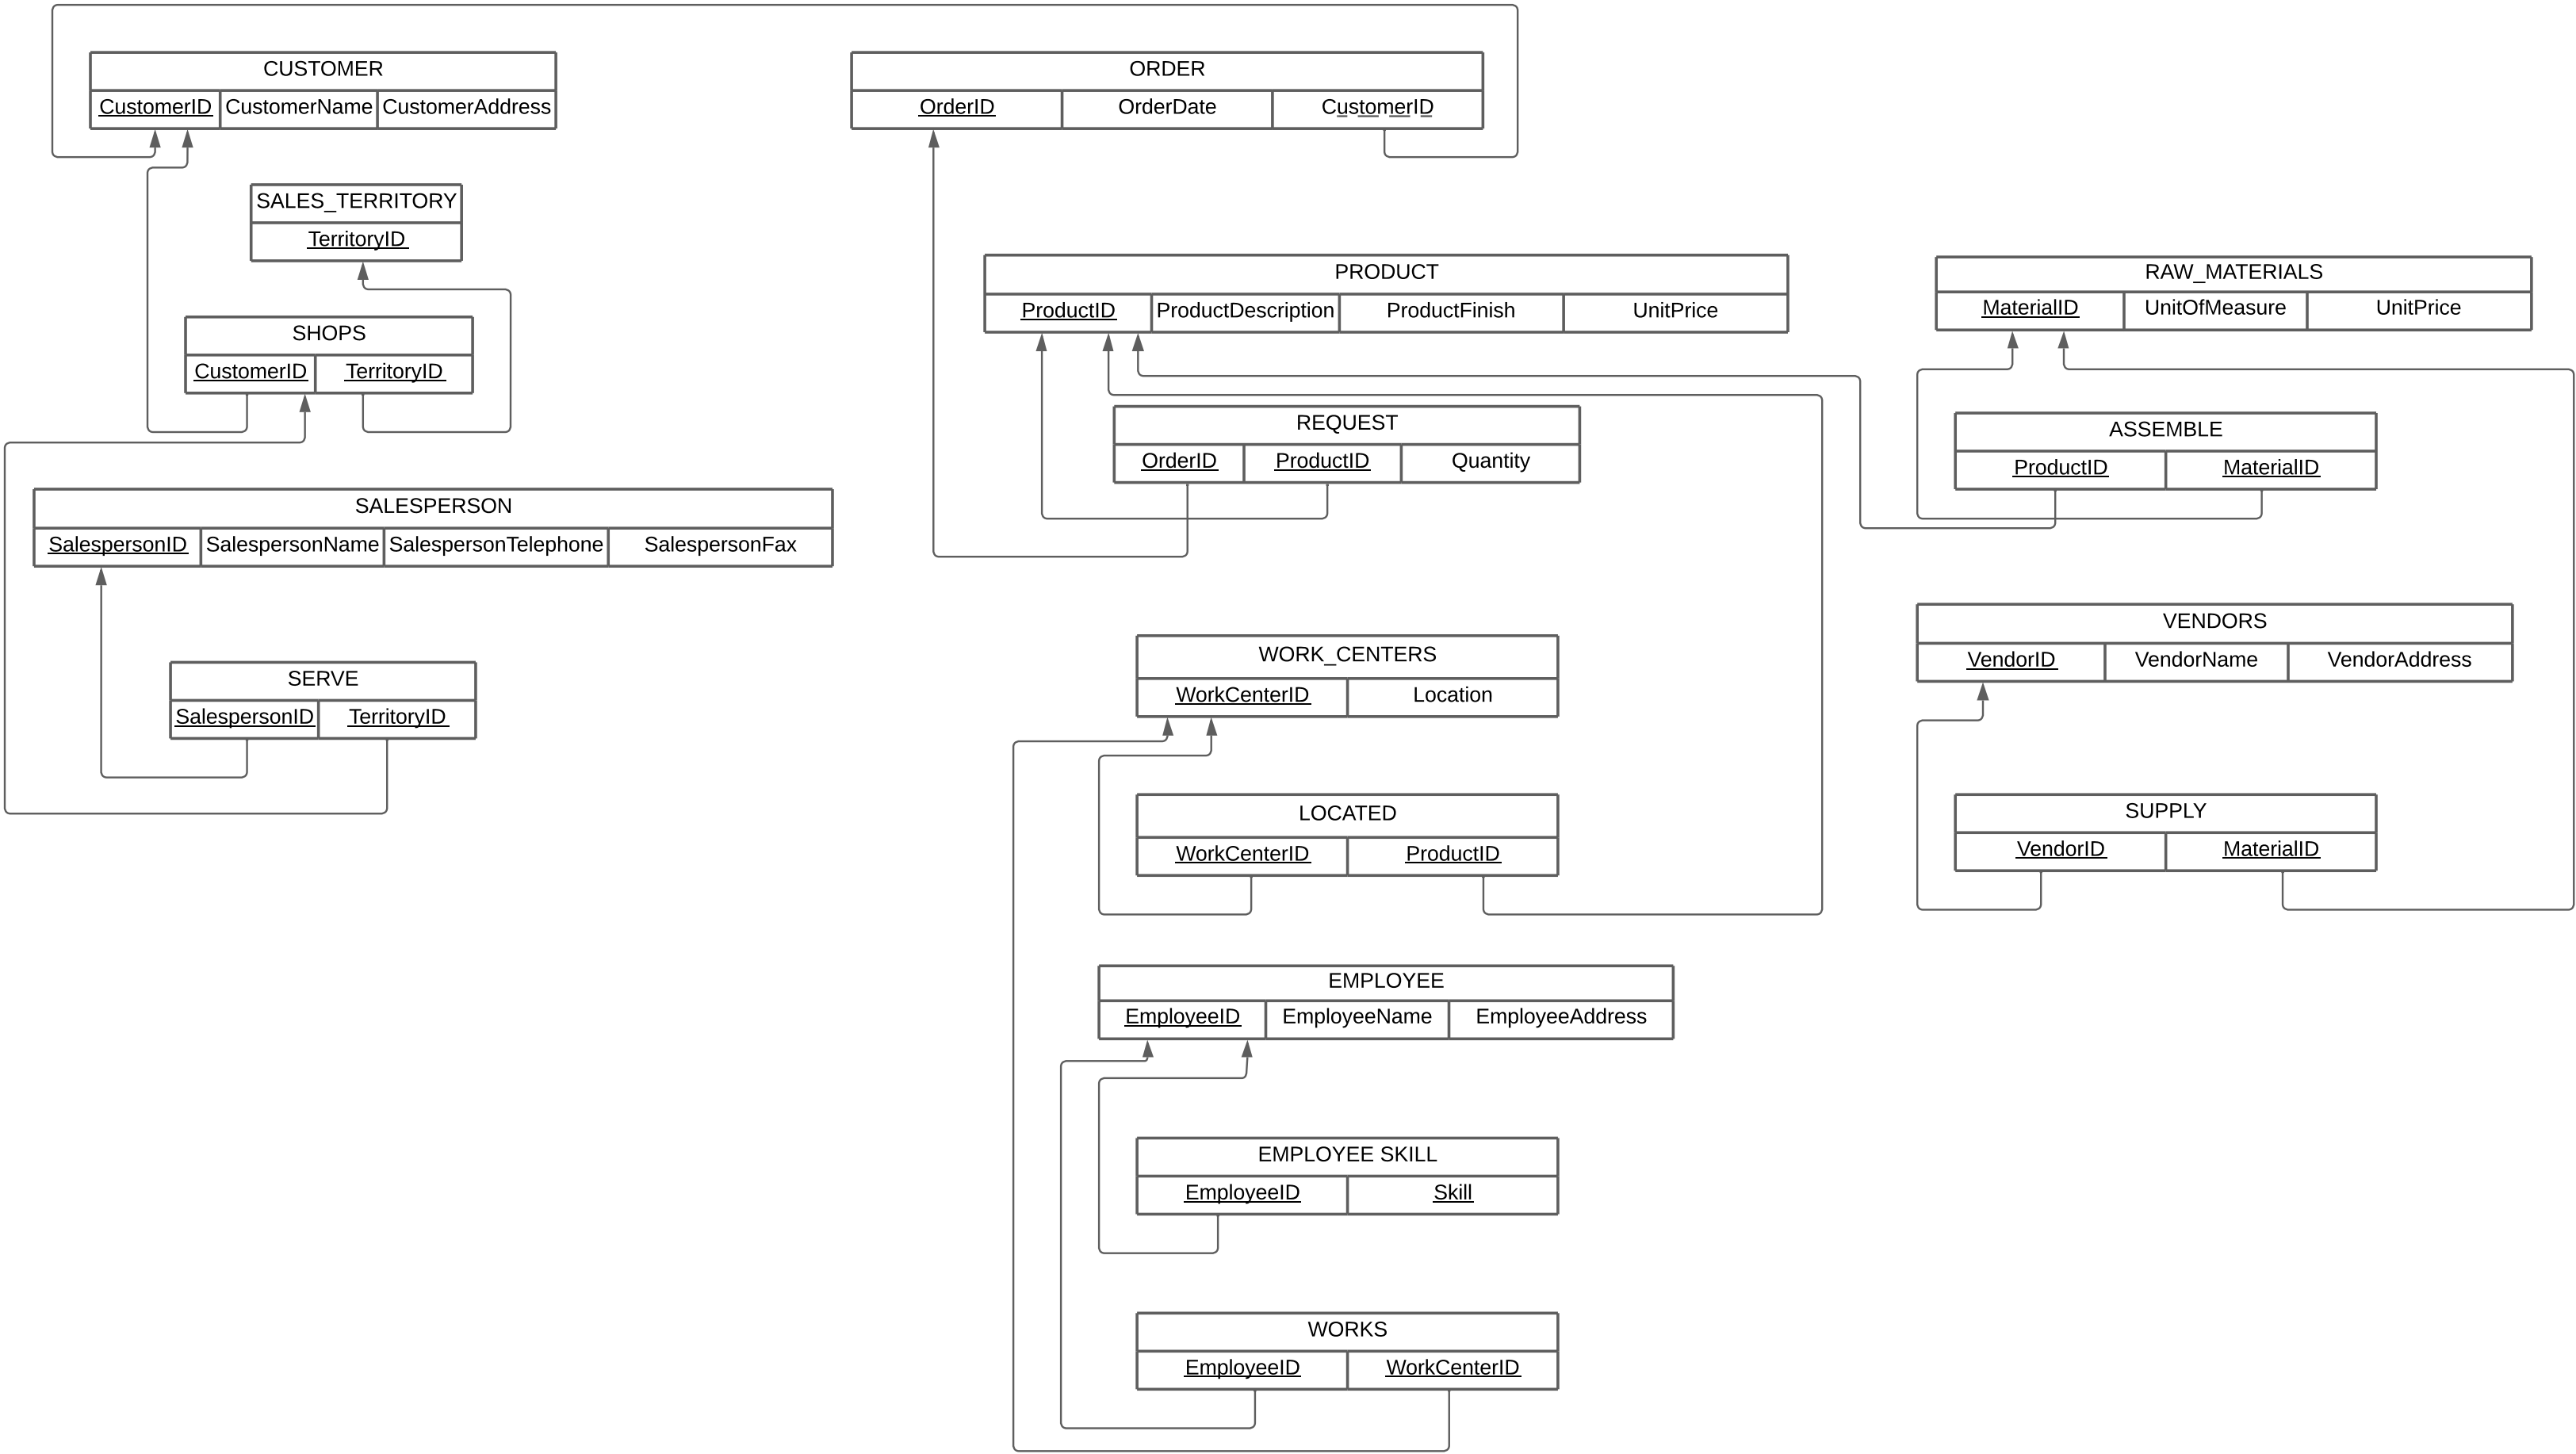 CUSTOMER
CustomerID CustomerName CustomerAddress
ORDER
OrderID OrderDate CustomerID
SALES_TERRITORY
TerritoryID
SHOPS
CustomerID TerritoryID
SALESPERSON
SalespersonID SalespersonName SalespersonTelephone SalespersonFax
SERVE
SalespersonID TerritoryID
PRODUCT
ProductID ProductDescription ProductFinish UnitPrice
REQUEST
OrderID ProductID Quantity
WORK_CENTERS
WorkCenterID Location
LOCATED
WorkCenterID ProductID
EMPLOYEE
EmployeeID EmployeeName EmployeeAddress
EMPLOYEE SKILL
EmployeeID Skill
WORKS
EmployeeID WorkCenterID
RAW_MATERIALS
MaterialID UnitOfMeasure UnitPrice
ASSEMBLE
ProductID MaterialID
VENDORS
VendorID VendorName VendorAddress
SUPPLY
VendorID MaterialID